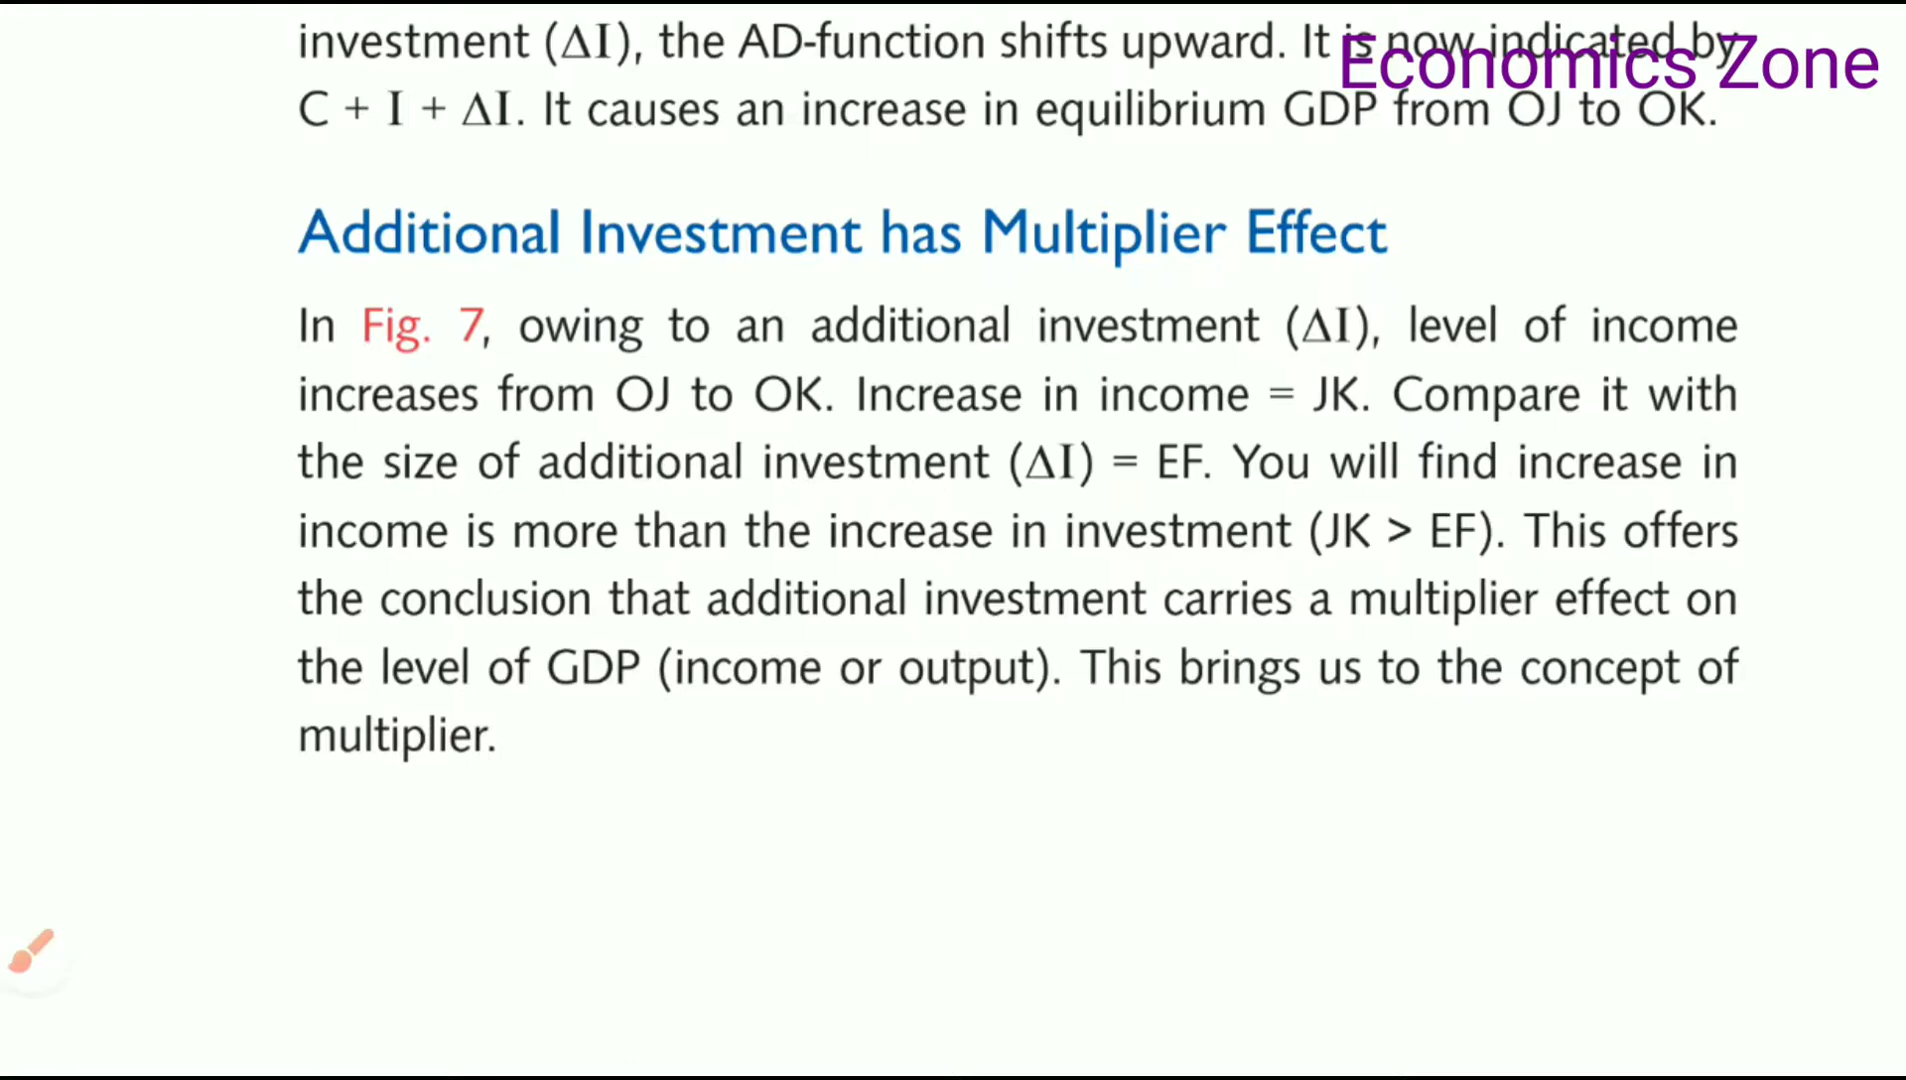 investment (ΔI), the AD-function shifts upward. It is now indicated by
Economics Zone
C + I + ΔI. It causes an increase in equilibrium GDP from OJ to OK.
Additional Investment has Multiplier Effect
In Fig. 7, owing to an additional investment (ΔI), level of income
increases from OJ to OK. Increase in income = JK. Compare it with
the size of additional investment (ΔI) = EF. You will find increase in
income is more than the increase in investment (JK > EF). This offers
the conclusion that additional investment carries a multiplier effect on
the level of GDP (income or output). This brings us to the concept of
multiplier.